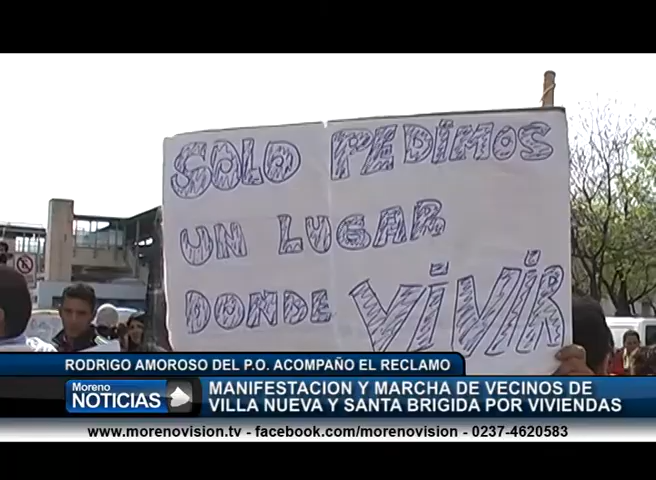 SOLO PEDIMOS
UN LUGAR
DONDE VIVIR
RODRIGO AMOROSO DEL P.O. ACOMPAÑO EL RECLAMO
Moreno
NOTICIAS
MANIFESTACION Y MARCHA DE VECINOS DE
VILLA NUEVA Y SANTA BRIGIDA POR VIVIENDAS
www.morenovision.tv - facebook.com/morenovision - 0237-4620583